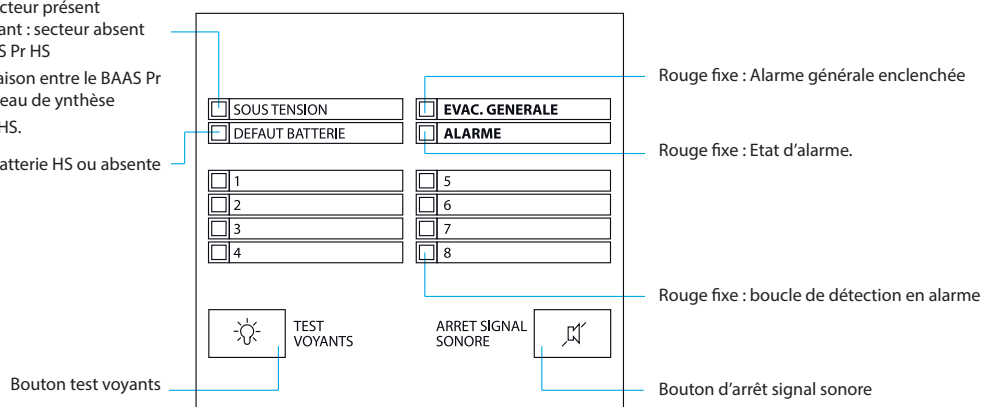 cteur présent
ant : secteur absent
S Pr HS
aison entre le BAAS Pr
eau de ynthèse
HS.
atterie HS ou absente
SOUS TENSION
DEFAUT BATTERIE
EVAC. GENERALE
ALARME
Rouge fixe : Alarme générale enclenchée
Rouge fixe : Etat d'alarme.
1
2
3
4
5
6
7
8
Rouge fixe : boucle de détection en alarme
TEST
VOYANTS
ARRET SIGNAL
SONORE
Bouton test voyants
Bouton d'arrêt signal sonore